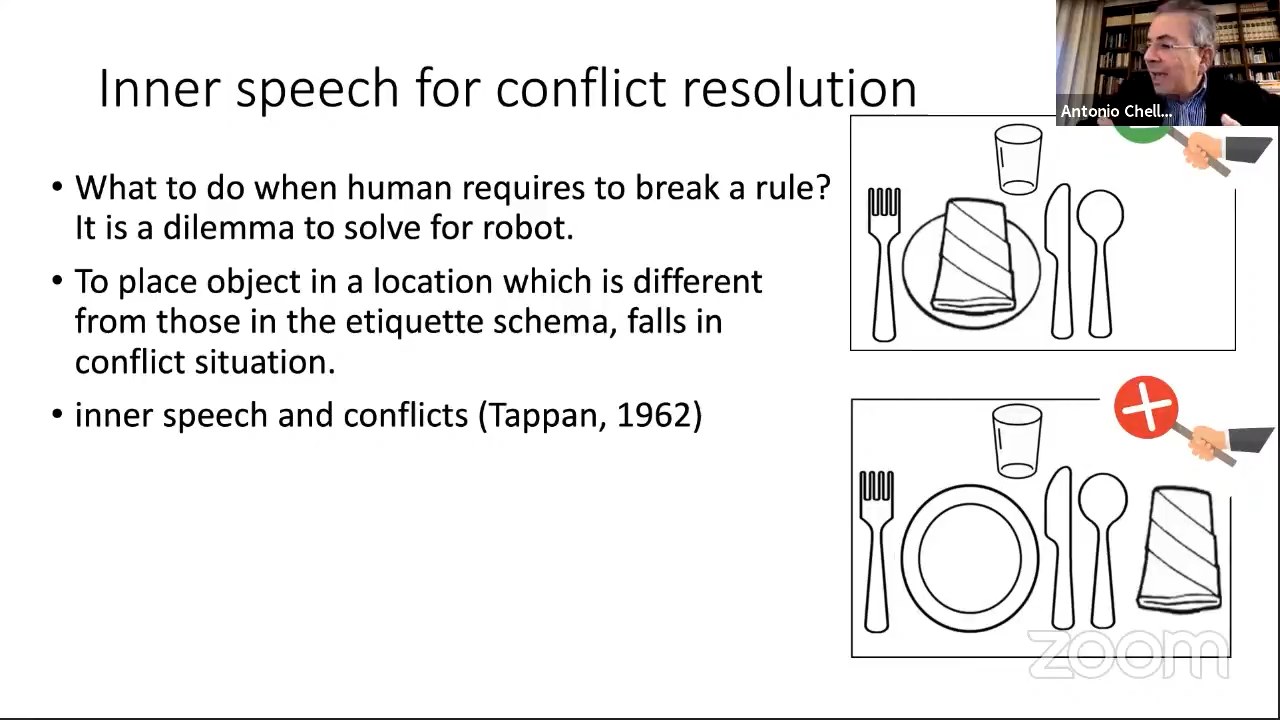 Inner speech for conflict resolution
Antonio Chell...
• What to do when human requires to break a rule?
It is a dilemma to solve for robot.
• To place object in a location which is different
from those in the etiquette schema, falls in
conflict situation.
• inner speech and conflicts (Tappan, 1962)
zoom